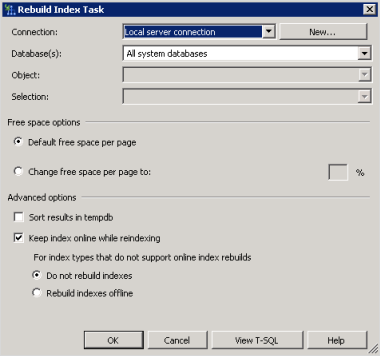 Rebuild Index Task
Connection: Local server connection New...
Database(s): All system databases
Object:
Selection:
Free space options
Default free space per page
Change free space per page to: %
Advanced options
Sort results in tempdb
Keep index online while reindexing
For index types that do not support online index rebuilds
Do not rebuild indexes
Rebuild indexes offline
OK Cancel View T-SQL Help